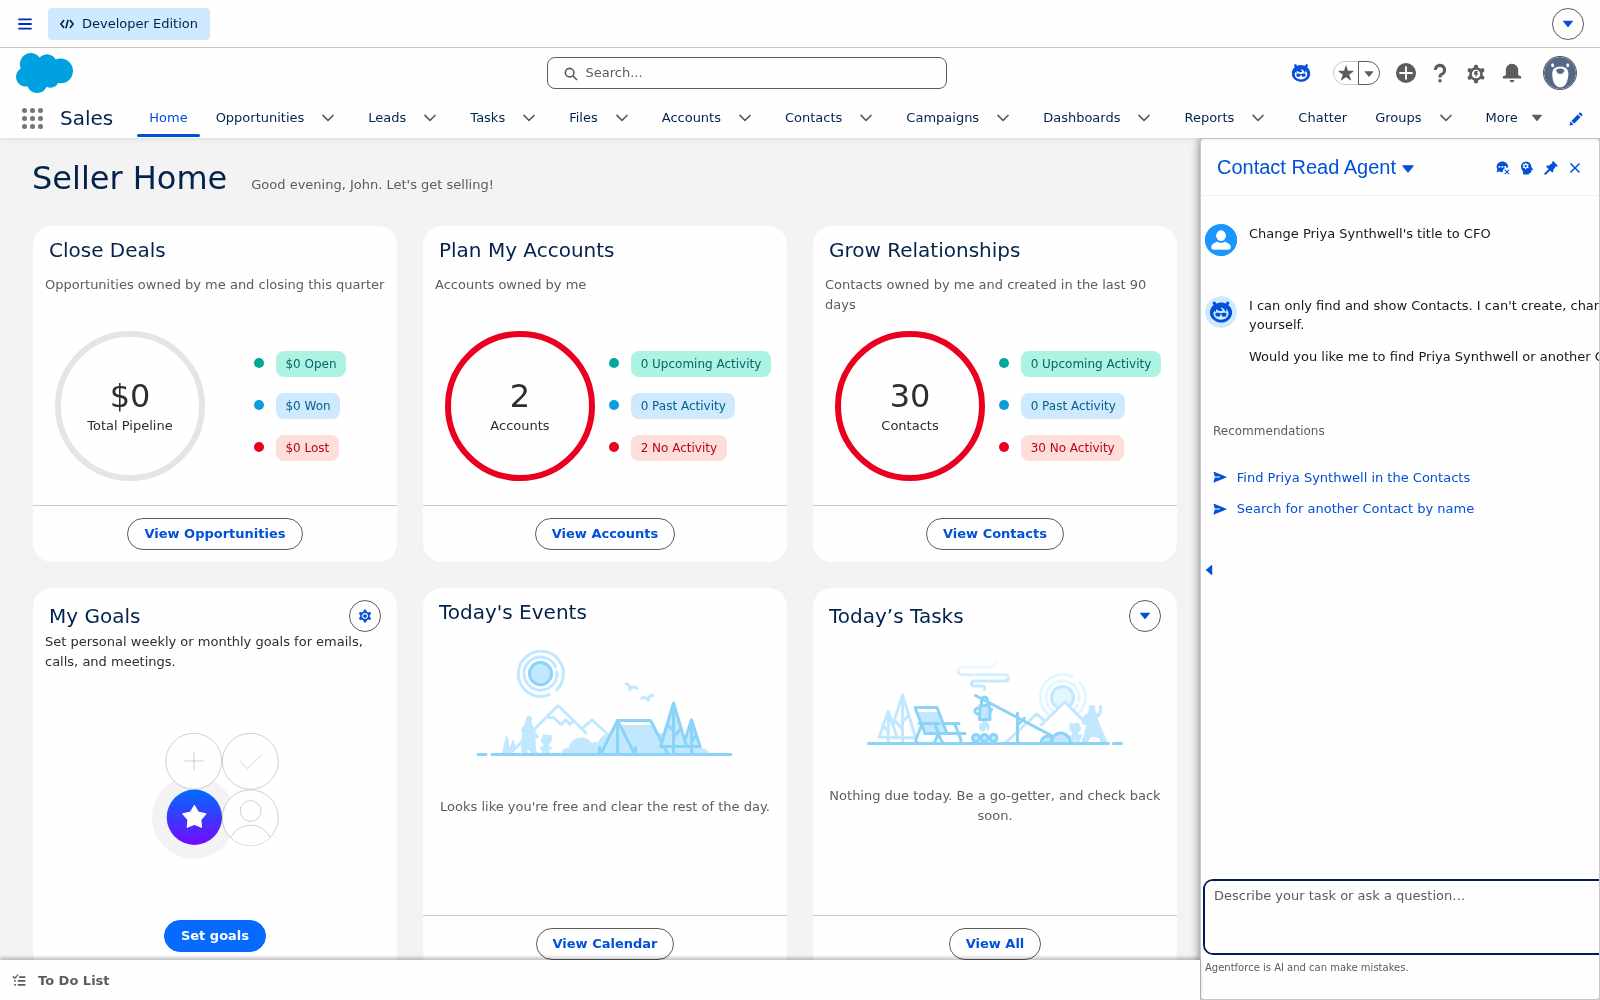 Developer Edition
Search...
Sales
Home
Opportunities
Leads
Tasks
Files
Accounts
Contacts
Campaigns
Dashboards
Reports
Chatter
Groups
More
Seller Home
Good evening, John. Let's get selling!
Close Deals
Opportunities owned by me and closing this quarter
$0
Total Pipeline
$0 Open
$0 Won
$0 Lost
View Opportunities
Plan My Accounts
Accounts owned by me
2
Accounts
0 Upcoming Activity
0 Past Activity
2 No Activity
View Accounts
Grow Relationships
Contacts owned by me and created in the last 90
days
30
Contacts
0 Upcoming Activity
0 Past Activity
30 No Activity
View Contacts
My Goals
Set personal weekly or monthly goals for emails,
calls, and meetings.
Set goals
Today's Events
Looks like you're free and clear the rest of the day.
View Calendar
Today’s Tasks
Nothing due today. Be a go-getter, and check back
soon.
View All
Contact Read Agent
Change Priya Synthwell's title to CFO
I can only find and show Contacts. I can't create,
yourself.
Would you like me to find Priya Synthwell or another
Recommendations
Find Priya Synthwell in the Contacts
Search for another Contact by name
Describe your task or ask a question...
Agentforce is AI and can make mistakes.
To Do List